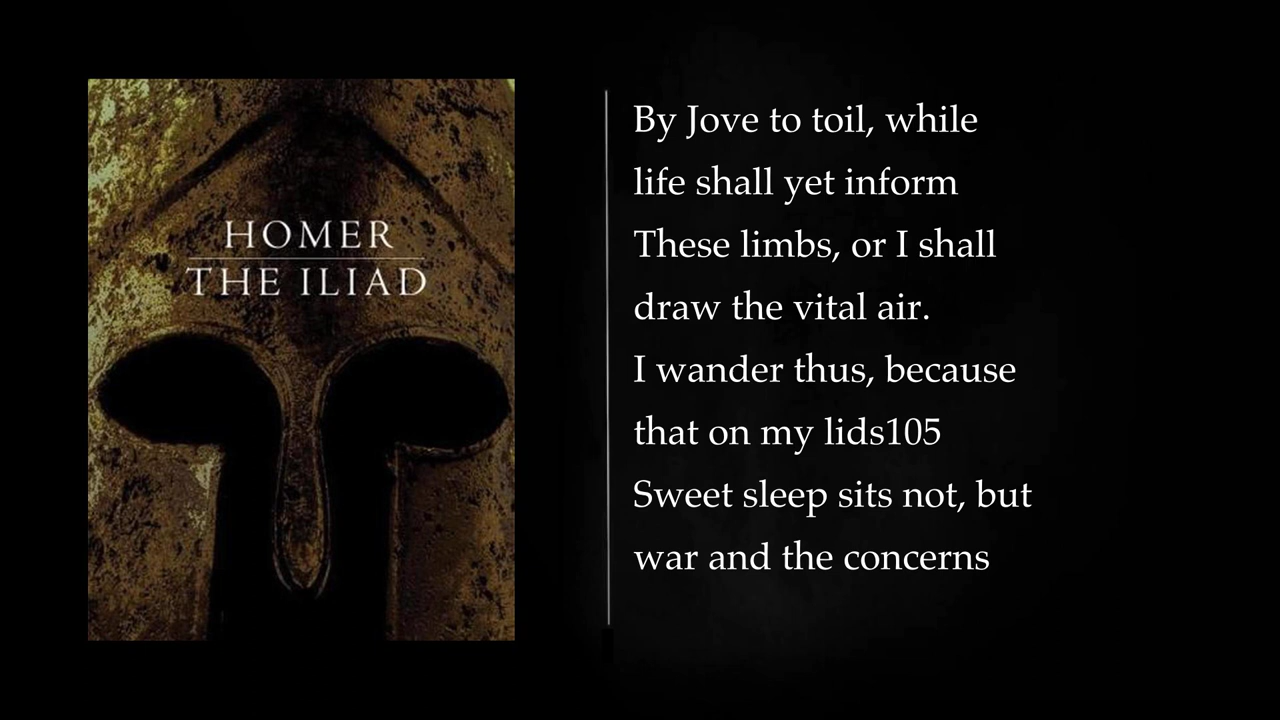 HOMER
THE ILIAD
By Jove to toil, while
life shall yet inform
These limbs, or I shall
draw the vital air.
I wander thus, because
that on my lids105
Sweet sleep sits not, but
war and the concerns